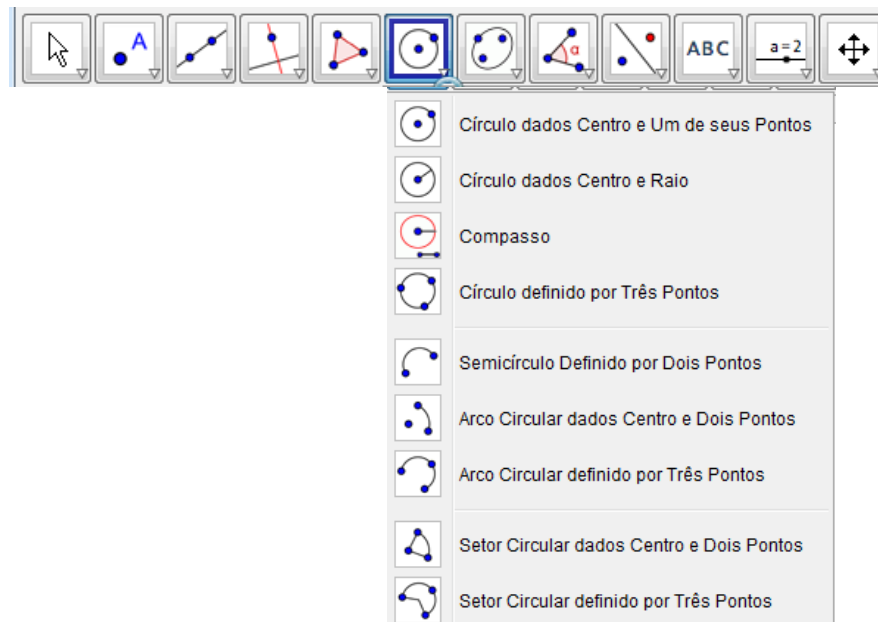 A α ABC a=2
Círculo dados Centro e Um de seus Pontos
Círculo dados Centro e Raio
Compasso
Círculo definido por Três Pontos
Semicírculo Definido por Dois Pontos
Arco Circular dados Centro e Dois Pontos
Arco Circular definido por Três Pontos
Setor Circular dados Centro e Dois Pontos
Setor Circular definido por Três Pontos